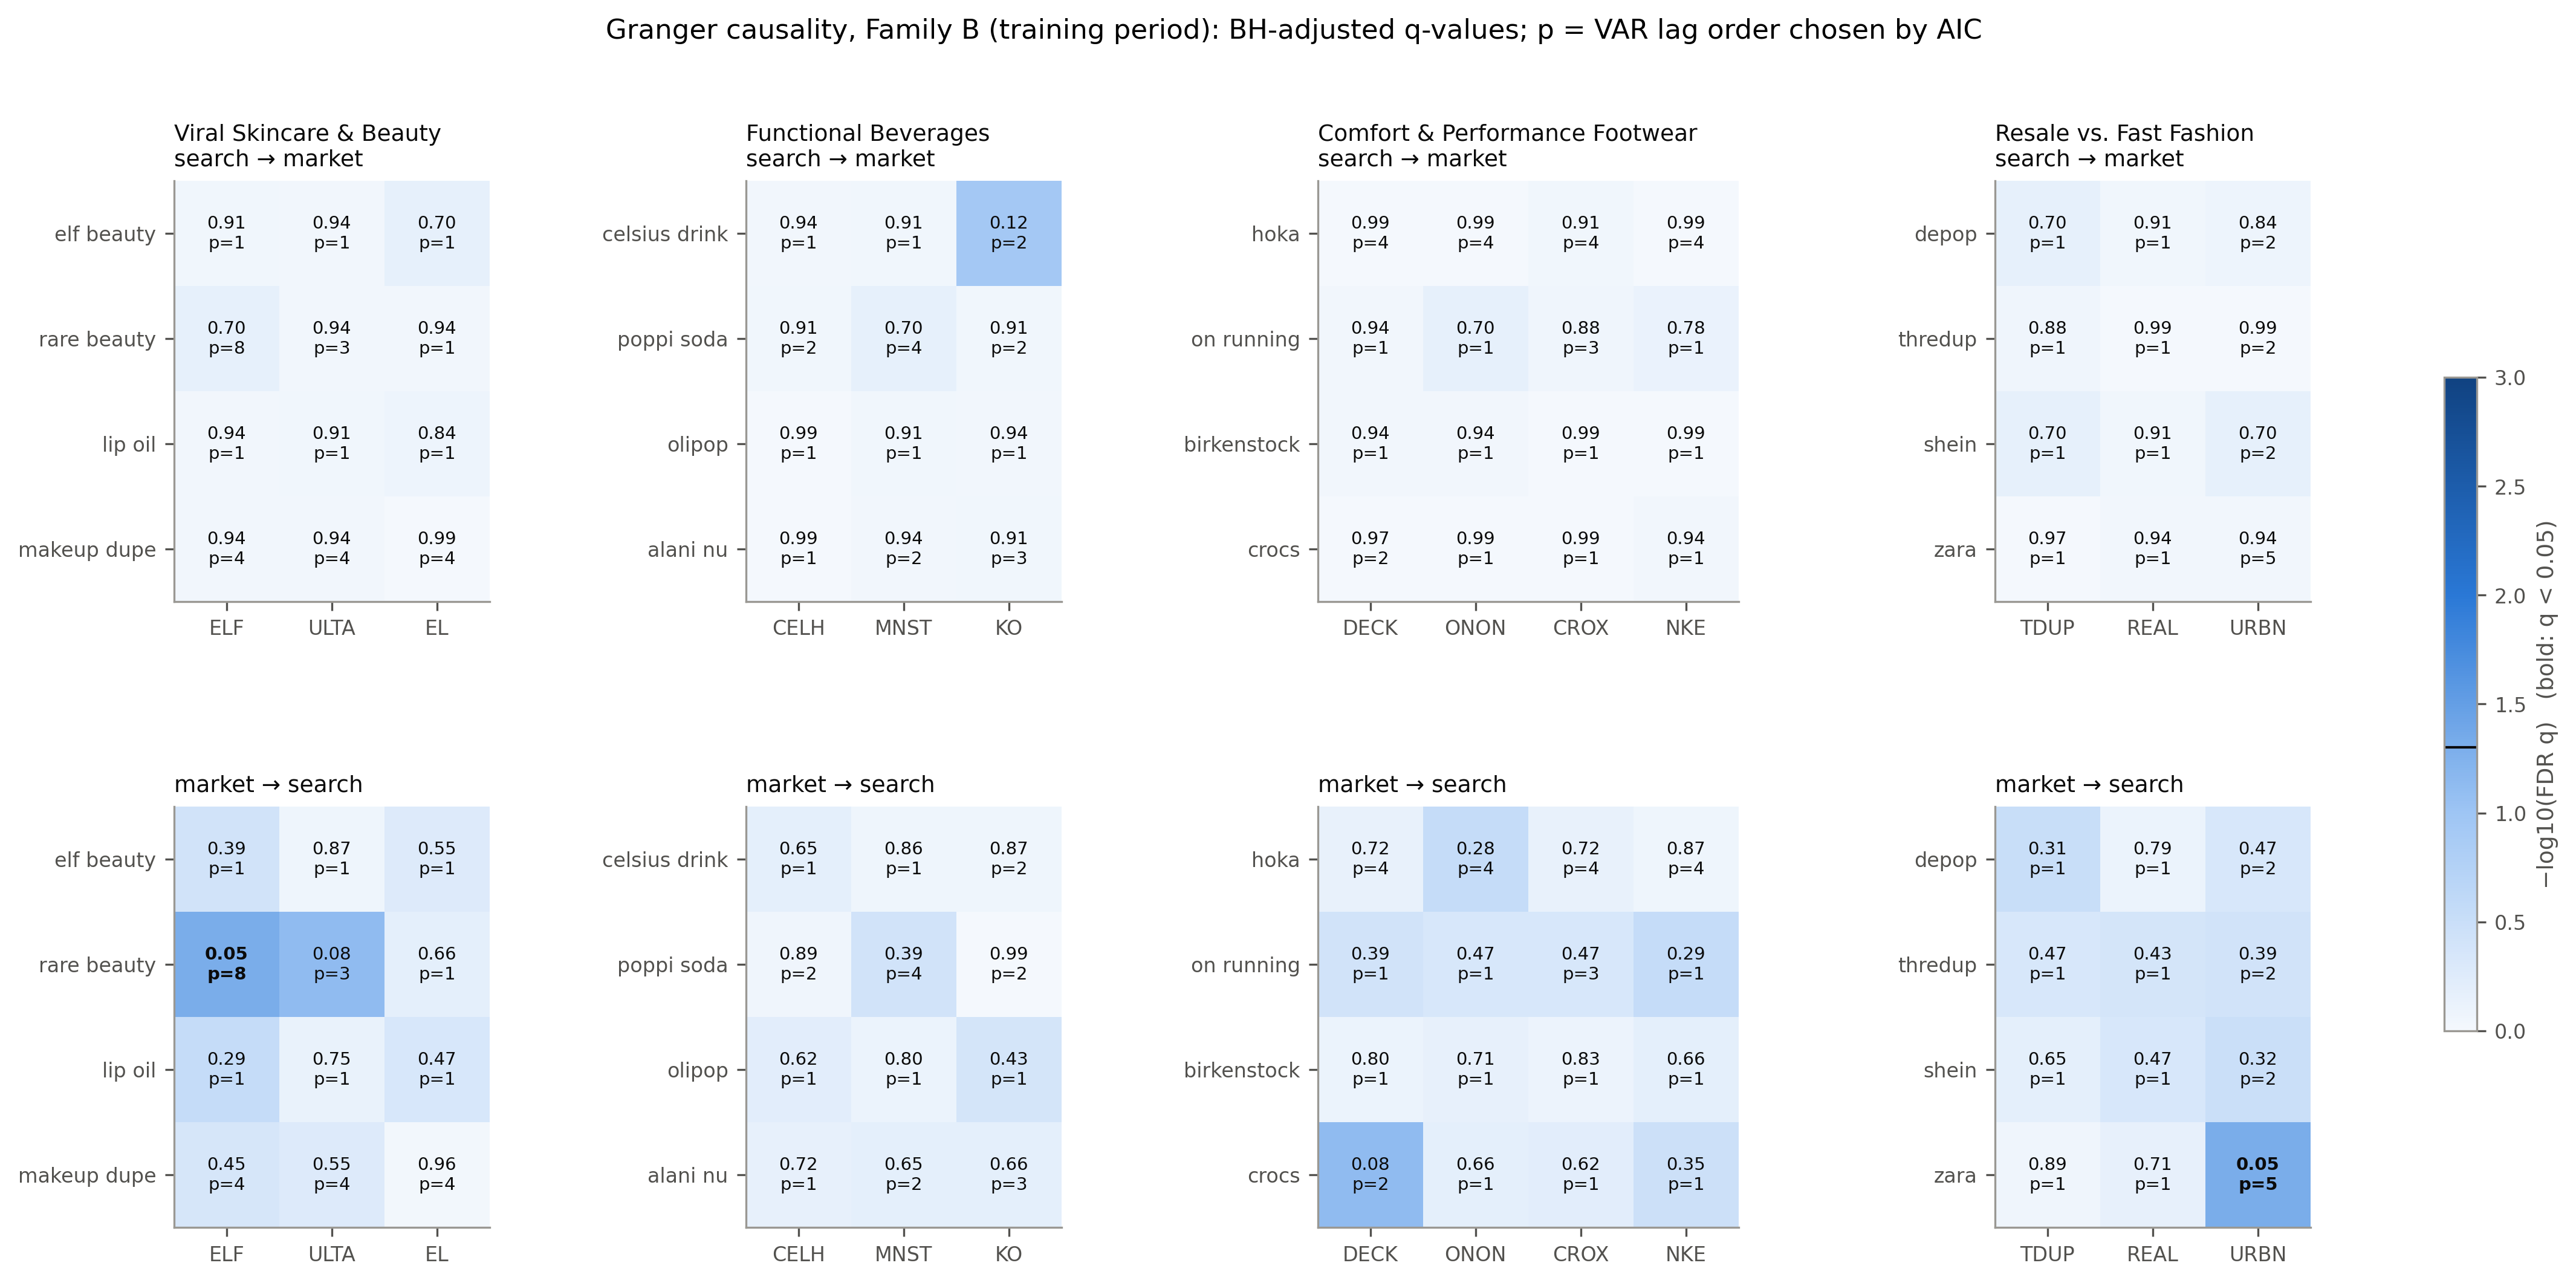 Granger causality, Family B (training period): BH-adjusted q-values; p = VAR lag order chosen by AIC
Viral Skincare & Beauty
search → market
elf beauty
0.91 0.94 0.70
p=1 p=1 p=1
rare beauty
0.70 0.94 0.94
p=8 p=3 p=1
lip oil
0.94 0.91 0.84
p=1 p=1 p=1
makeup dupe
0.94 0.94 0.99
p=4 p=4 p=4
ELF ULTA EL
Functional Beverages
search → market
celsius drink
0.94 0.91 0.12
p=1 p=1 p=2
poppi soda
0.91 0.70 0.91
p=2 p=4 p=2
olipop
0.99 0.91 0.94
p=1 p=1 p=1
alani nu
0.99 0.94 0.91
p=1 p=2 p=3
CELH MNST KO
Comfort & Performance Footwear
search → market
hoka
0.99 0.99 0.91 0.99
p=4 p=4 p=4 p=4
on running
0.94 0.70 0.88 0.78
p=1 p=1 p=3 p=1
birkenstock
0.94 0.94 0.99 0.99
p=1 p=1 p=1 p=1
crocs
0.97 0.99 0.99 0.94
p=2 p=1 p=1 p=1
DECK ONON CROX NKE
Resale vs. Fast Fashion
search → market
depop
0.70 0.91 0.84
p=1 p=1 p=2
thredup
0.88 0.99 0.99
p=1 p=1 p=2
shein
0.70 0.91 0.70
p=1 p=1 p=2
zara
0.97 0.94 0.94
p=1 p=1 p=5
TDUP REAL URBN
market → search
elf beauty
0.39 0.87 0.55
p=1 p=1 p=1
rare beauty
0.05 0.08 0.66
p=8 p=3 p=1
lip oil
0.29 0.75 0.47
p=1 p=1 p=1
makeup dupe
0.45 0.55 0.96
p=4 p=4 p=4
ELF ULTA EL
market → search
celsius drink
0.65 0.86 0.87
p=1 p=1 p=2
poppi soda
0.89 0.39 0.99
p=2 p=4 p=2
olipop
0.62 0.80 0.43
p=1 p=1 p=1
alani nu
0.72 0.65 0.66
p=1 p=2 p=3
CELH MNST KO
market → search
hoka
0.72 0.28 0.72 0.87
p=4 p=4 p=4 p=4
on running
0.39 0.47 0.47 0.29
p=1 p=1 p=3 p=1
birkenstock
0.80 0.71 0.83 0.66
p=1 p=1 p=1 p=1
crocs
0.08 0.66 0.62 0.35
p=2 p=1 p=1 p=1
DECK ONON CROX NKE
market → search
depop
0.31 0.79 0.47
p=1 p=1 p=2
thredup
0.47 0.43 0.39
p=1 p=1 p=2
shein
0.65 0.47 0.32
p=1 p=1 p=2
zara
0.89 0.71 0.05
p=1 p=1 p=5
TDUP REAL URBN
3.0
2.5
2.0
1.5
1.0
0.5
0.0
−log10(FDR q) (bold: q < 0.05)